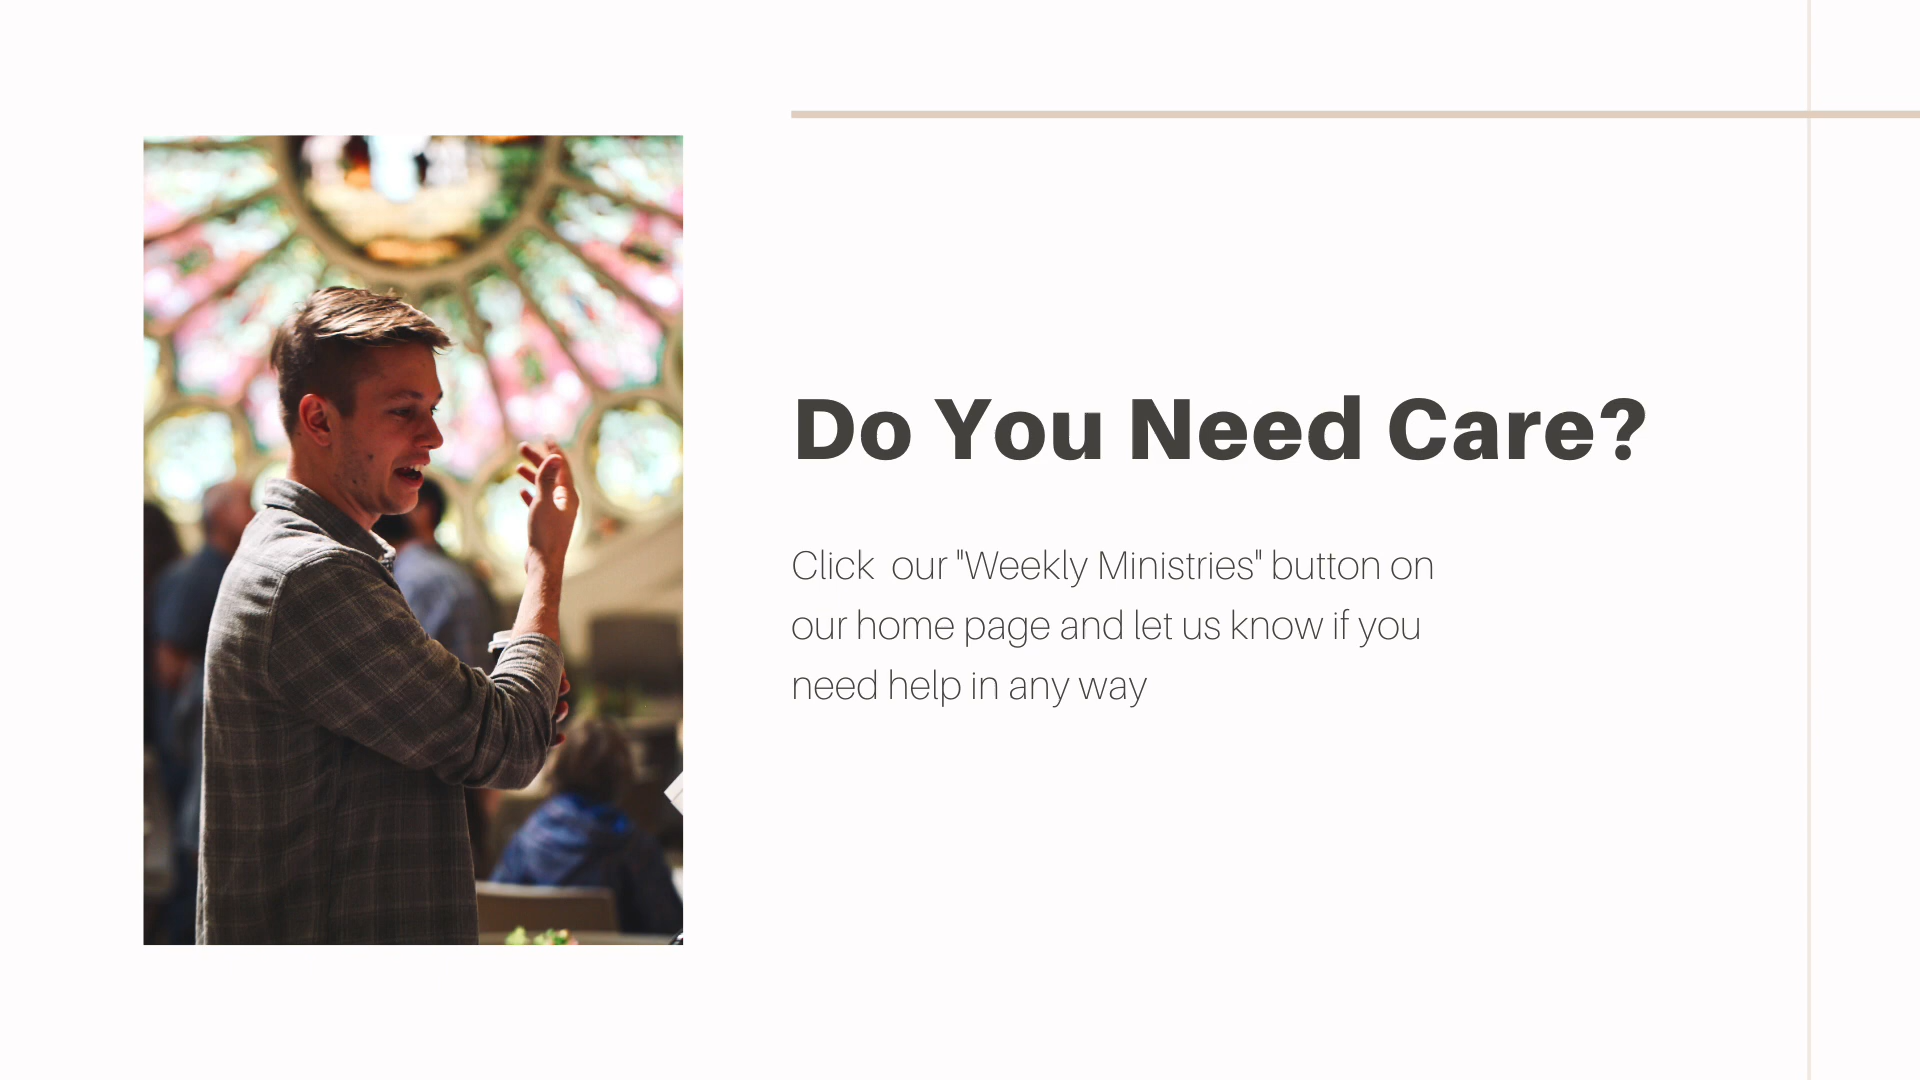 Do You Need Care?
Click  our "Weekly Ministries" button on
our home page and let us know if you
need help in any way